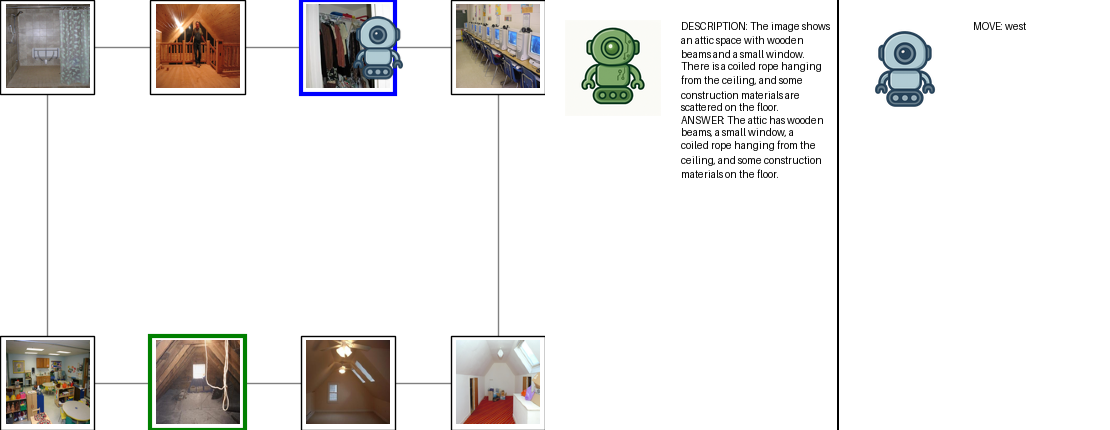 DESCRIPTION: The image shows
an attic space with wooden
beams and a small window.
There is a coiled rope hanging
from the ceiling, and some
construction materials are
scattered on the floor.
ANSWER: The attic has wooden
beams, a small window, a
coiled rope hanging from the
ceiling, and some construction
materials on the floor.
MOVE: west